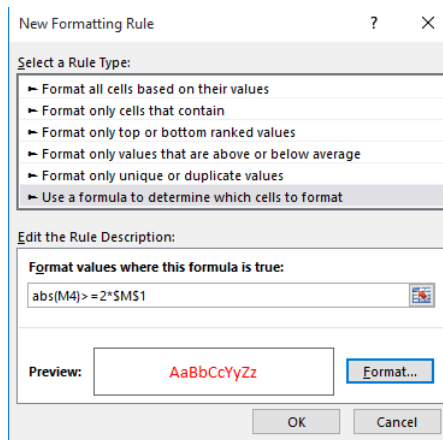 New Formatting Rule ? ×
Select a Rule Type:
► Format all cells based on their values
► Format only cells that contain
► Format only top or bottom ranked values
► Format only values that are above or below average
► Format only unique or duplicate values
► Use a formula to determine which cells to format
Edit the Rule Description:
Format values where this formula is true:
abs(M4)>=2*$M$1
Preview: AaBbCcYyZz Format...
OK Cancel